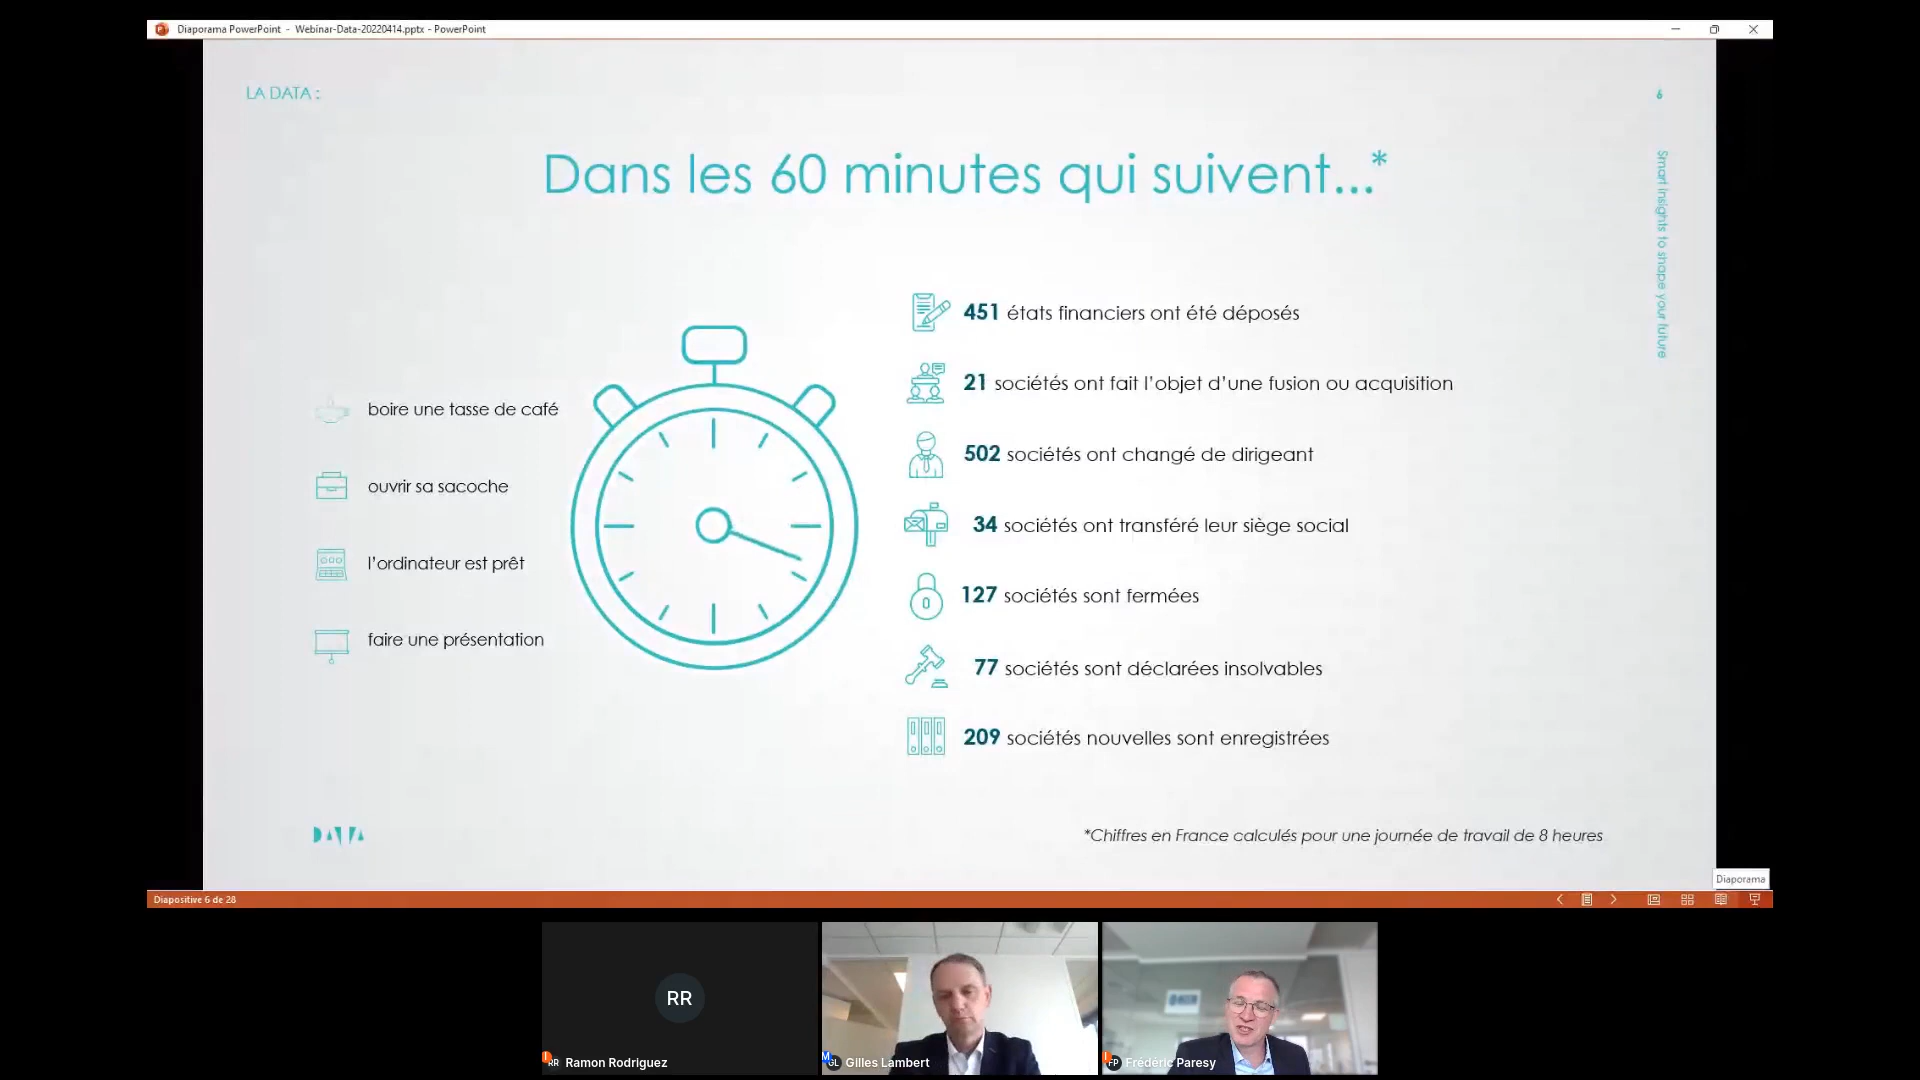 Diaporama PowerPoint - Webinar-Data-20220414.pptx - PowerPoint
LA DATA :
6
Smart insights to shape your future
Dans les 60 minutes qui suivent...*
boire une tasse de café
ouvrir sa sacoche
l'ordinateur est prêt
faire une présentation
451 états financiers ont été déposés
21 sociétés ont fait l'objet d'une fusion ou acquisition
502 sociétés ont changé de dirigeant
34 sociétés ont transféré leur siège social
127 sociétés sont fermées
77 sociétés sont déclarées insolvables
209 sociétés nouvelles sont enregistrées
DATA
*Chiffres en France calculés pour une journée de travail de 8 heures
Diaporama
Diapositive 6 de 28
RR
RR Ramon Rodriguez
GL Gilles Lambert
FP Frédéric Paresy